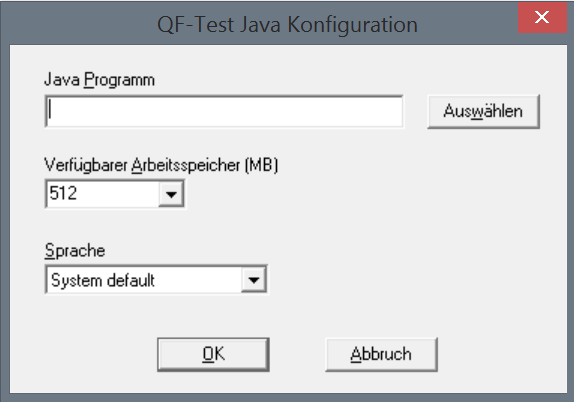 QF-Test Java Konfiguration
Java Programm
Auswählen
Verfügbarer Arbeitsspeicher (MB)
512
Sprache
System default
OK
Abbruch